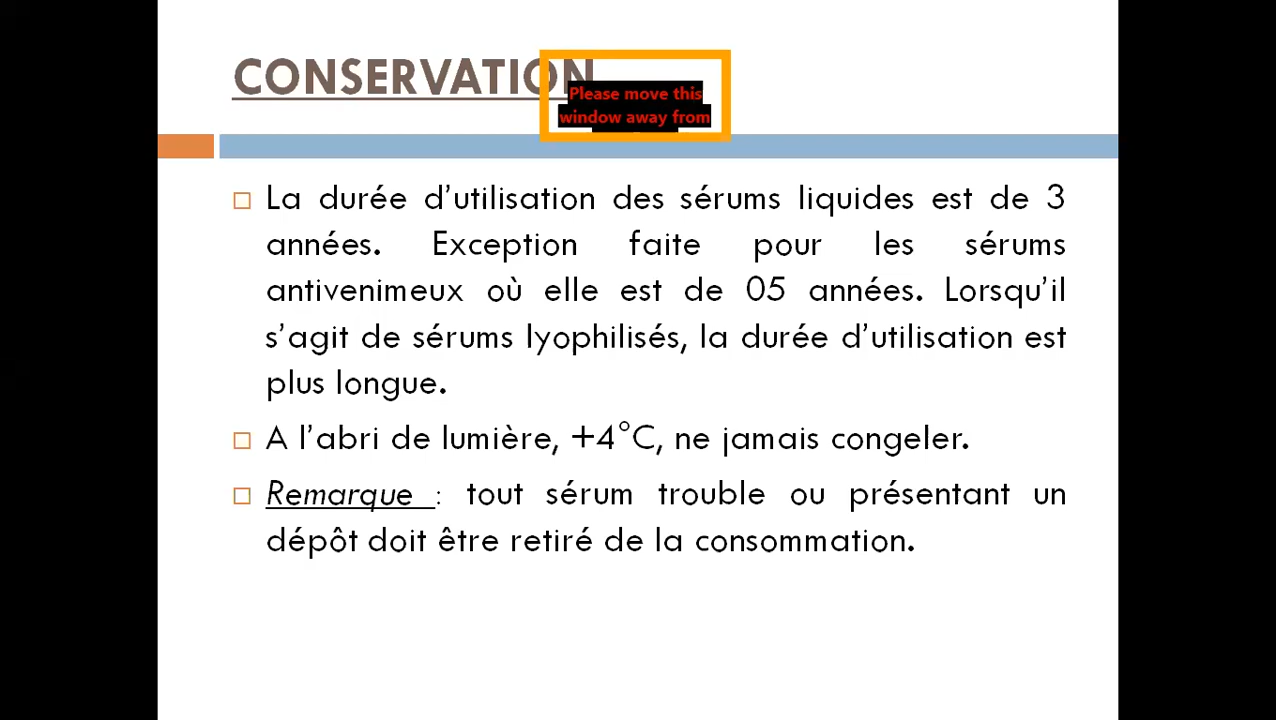 CONSERVATION
Please move this
window away from
La durée d’utilisation des sérums liquides est de 3
années. Exception faite pour les sérums
antivenimeux où elle est de 05 années. Lorsqu’il
s’agit de sérums lyophilisés, la durée d’utilisation est
plus longue.
A l’abri de lumière, +4°C, ne jamais congeler.
Remarque : tout sérum trouble ou présentant un
dépôt doit être retiré de la consommation.